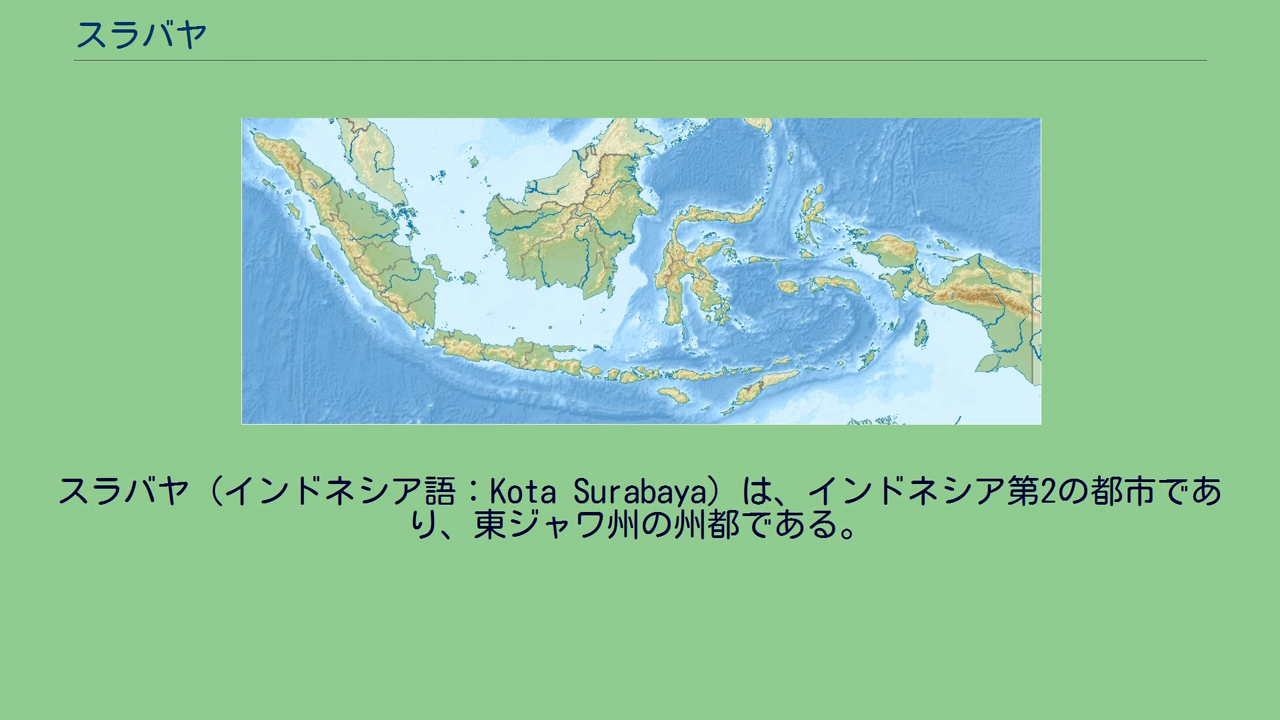 スラバヤ
スラバヤ（インドネシア語：Kota Surabaya）は、インドネシア第2の都市であ
り、東ジャワ州の州都である。